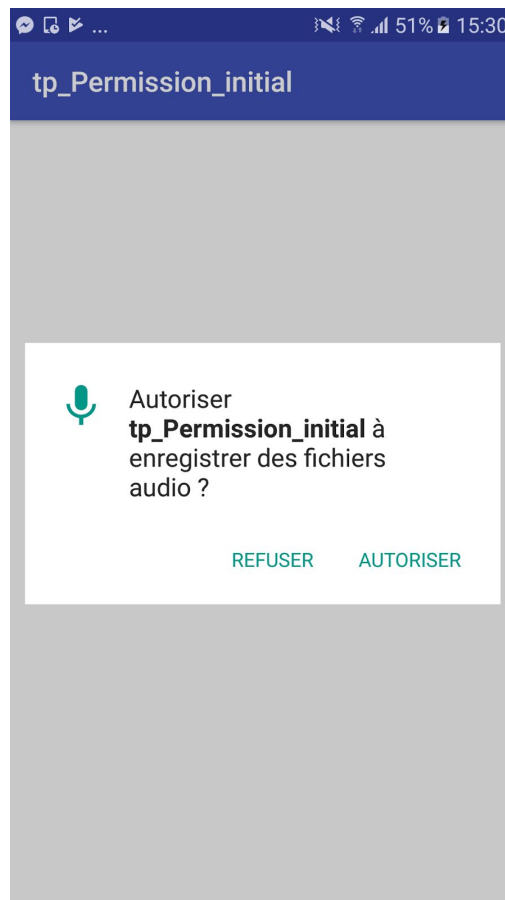 ... 51% 15:30
tp_Permission_initial
Autoriser
tp_Permission_initial à
enregistrer des fichiers
audio ?
REFUSER AUTORISER